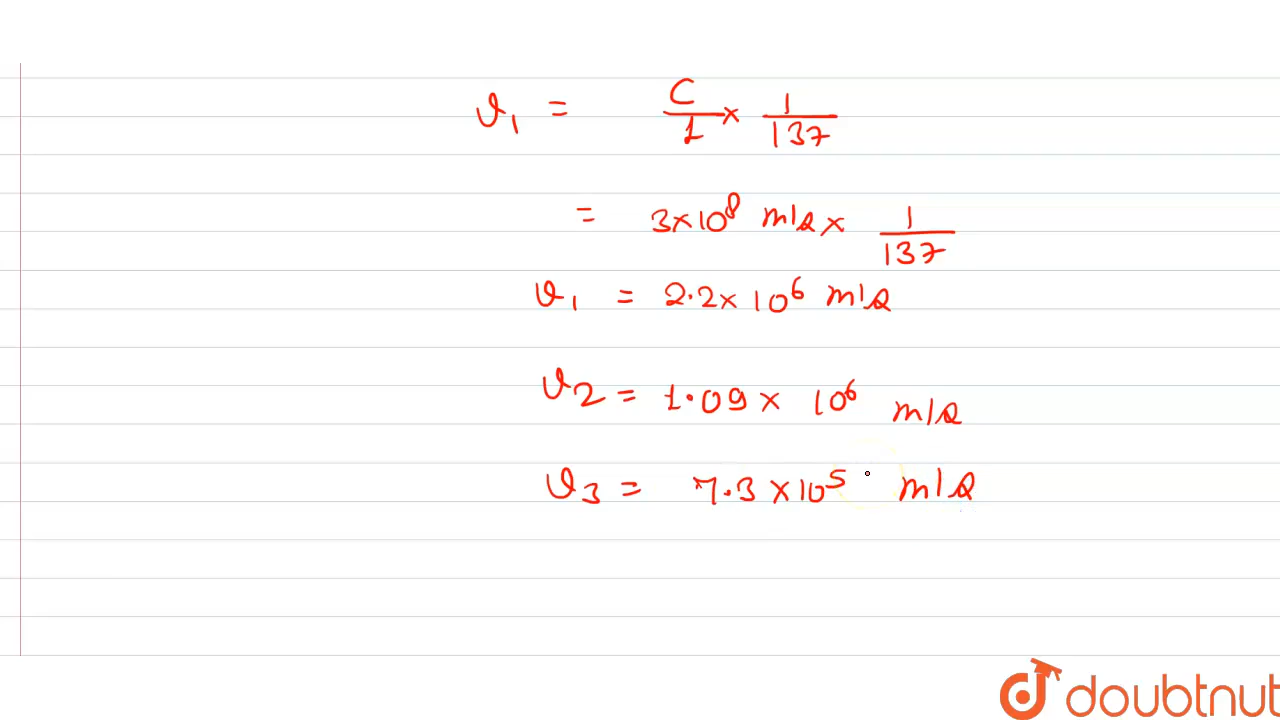 v₁ = C/1 × 1/137
= 3×10⁸ m/s × 1/137
v₁ = 2.2×10⁶ m/s
v₂ = 1.09× 10⁶ m/s
v₃ = 7.3×10⁵ m/s
doubtnut